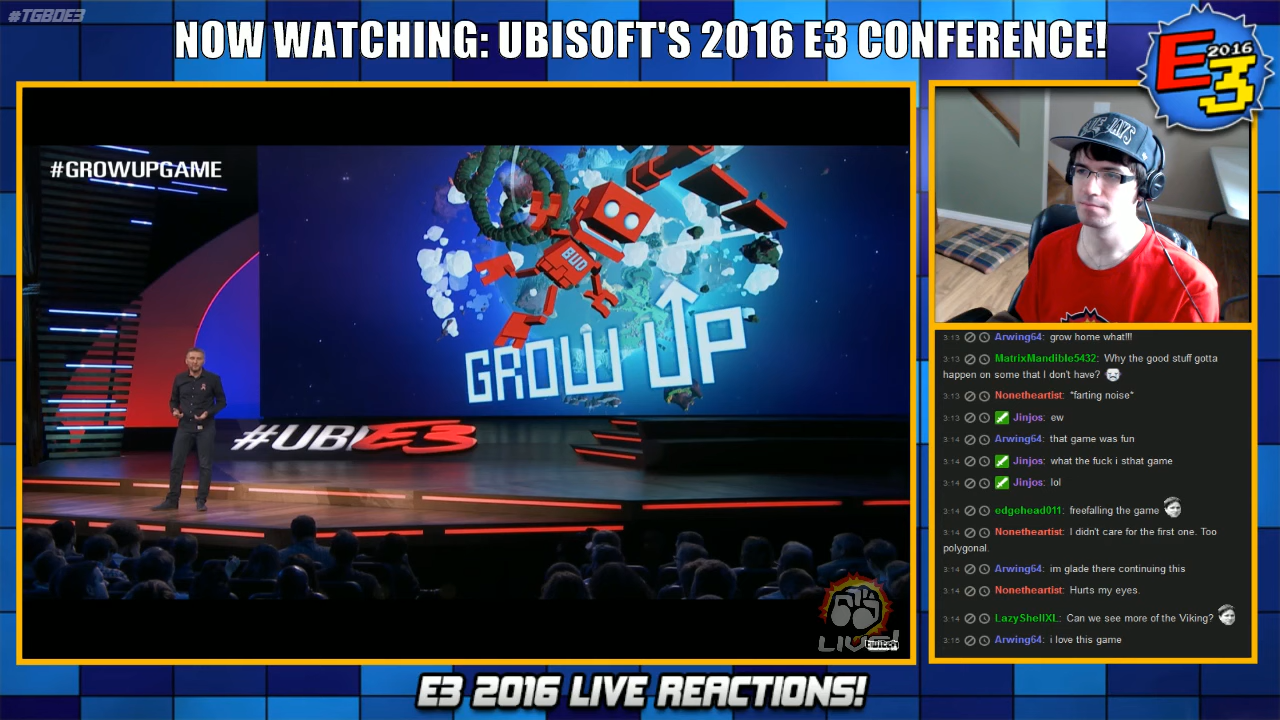 #TGBDE3
NOW WATCHING: UBISOFT'S 2016 E3 CONFERENCE!
E3 2016
#GROWUPGAME
BUD
GROW UP
#UBIE3
BLUE JAYS
3:13 Arwing64: grow home what!!!
3:13 MatrixMandible5432: Why the good stuff gotta
happen on some that I don't have?
3:13 Nonetheartist: *farting noise*
3:13 Jinjos: ew
3:14 Arwing64: that game was fun
3:14 Jinjos: what the fuck i sthat game
3:14 Jinjos: lol
3:14 edgehead011: freefalling the game
3:14 Nonetheartist: I didn't care for the first one. Too
polygonal.
3:14 Arwing64: im glade there continuing this
3:14 Nonetheartist: Hurts my eyes.
3:14 LazyShellXL: Can we see more of the Viking?
3:15 Arwing64: i love this game
LIVE!
twitch
E3 2016 LIVE REACTIONS!